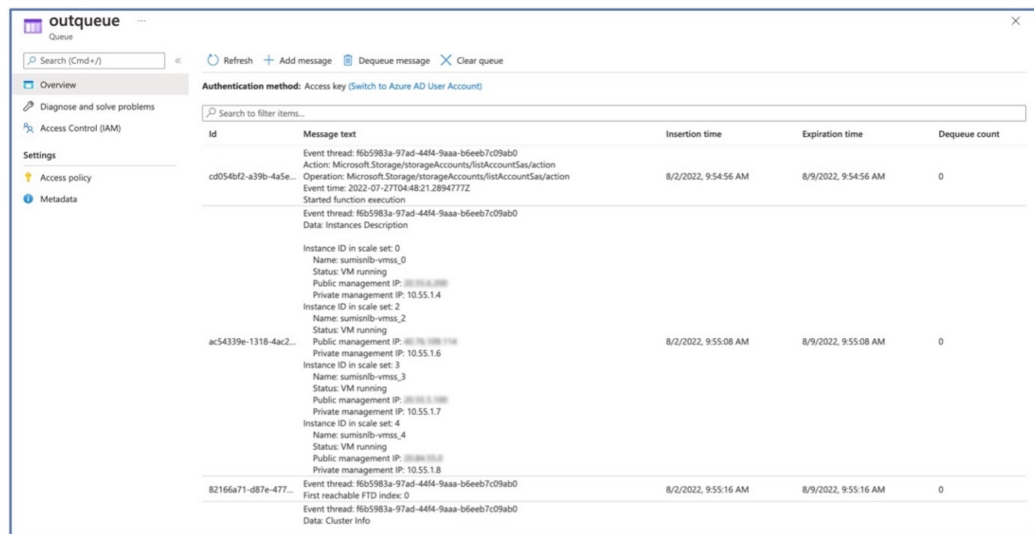 outqueue ...
Queue
Search (Cmd+/)
Overview
Diagnose and solve problems
Access Control (IAM)
Settings
Access policy
Metadata
Refresh Add message Dequeue message Clear queue
Authentication method: Access key (Switch to Azure AD User Account)
Search to filter items...
Id Message text Insertion time Expiration time Dequeue count
Event thread: f6b5983a-97ad-44f4-9aaa-b6eeb7c09ab0
Action: Microsoft.Storage/storageAccounts/listAccountSas/action
cd054bf2-a39b-4a5e... Operation: Microsoft.Storage/storageAccounts/listAccountSas/action 8/2/2022, 9:54:56 AM 8/9/2022, 9:54:56 AM 0
Event time: 2022-07-27T04:48:21.2894777Z
Started function execution
Event thread: f6b5983a-97ad-44f4-9aaa-b6eeb7c09ab0
Data: Instances Description
Instance ID in scale set: 0
Name: sumisnlb-vmss_0
Status: VM running
Public management IP:
Private management IP: 10.55.1.4
Instance ID in scale set: 2
Name: sumisnlb-vmss_2
Status: VM running
ac54339e-1318-4ac2... Public management IP: 8/2/2022, 9:55:08 AM 8/9/2022, 9:55:08 AM 0
Private management IP: 10.55.1.6
Instance ID in scale set: 3
Name: sumisnlb-vmss_3
Status: VM running
Public management IP:
Private management IP: 10.55.1.7
Instance ID in scale set: 4
Name: sumisnlb-vmss_4
Status: VM running
Public management IP:
Private management IP: 10.55.1.8
82166a71-d87e-477... Event thread: f6b5983a-97ad-44f4-9aaa-b6eeb7c09ab0 8/2/2022, 9:55:16 AM 8/9/2022, 9:55:16 AM 0
First reachable FTD index: 0
Event thread: f6b5983a-97ad-44f4-9aaa-b6eeb7c09ab0
Data: Cluster Info